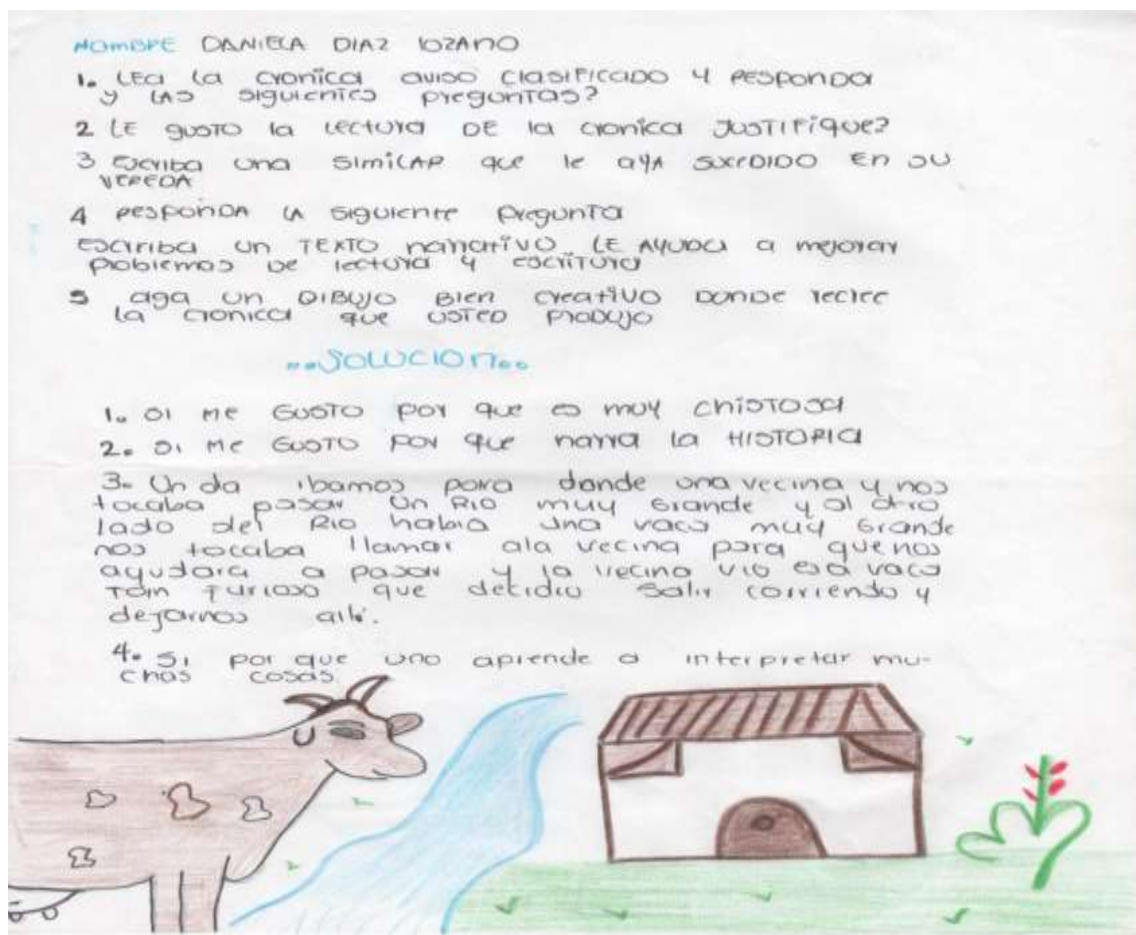 NOMBRE DANIELA DIAZ LOZANO
1. LEA LA cronica aviso clasificado y RESPONDA
y LAS siguientes preguntas?
2 LE gusto la lectura DE la cronica JUSTIFIQUE?
3 Escriba una SIMILAR que le aya SUCEDIDO EN SU
VEREDA
4 RESPONDA LA siguiente pregunta
Escriba un TEXTO narrativo LE AYUDA a mejorar
problemas DE lectura y escritura
5 aga un DIBUJO BIEN creativo DONDE recree
la cronica que USTED produjo
..SOLUCION..
1. SI ME GUSTO por que es muy chistosa
2. SI ME GUSTO por que narra la HISTORIA
3. Un da ibamos para donde una vecina y nos
tocaba pasar un Rio muy Grande y al otro
lado del Rio habia una vaca muy Grande
nos tocaba llamar ala vecina para que nos
ayudara a pasar y la vecina vio esa vaca
tan furiosa que detidio salir corriendo y
dejarnos alli.
4. Si por que uno aprende a interpretar mu-
chas cosas